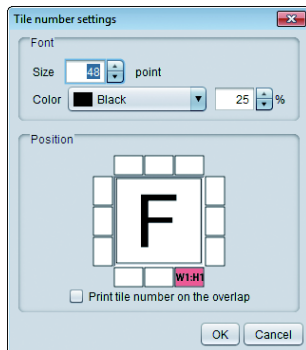 Tile number settings
Font
Size 48 point
Color Black 25 %
Position
F
W1:H1
Print tile number on the overlap
OK Cancel